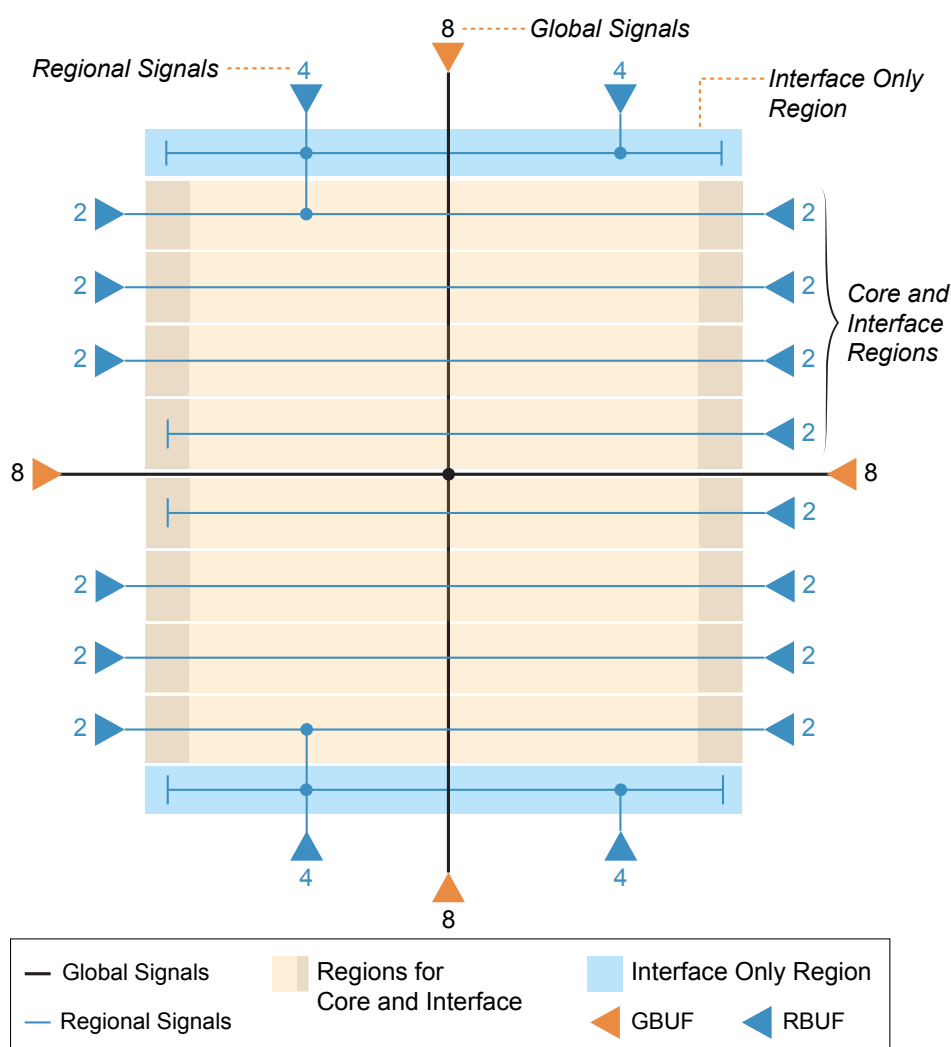 8
Global Signals
Regional Signals
4
4
Interface Only
Region
2
2
2
2
2
2
Core and
Interface
Regions
2
8
8
2
2
2
2
2
2
2
4
4
8
Global Signals
Regions for
Core and Interface
Interface Only Region
Regional Signals
GBUF
RBUF